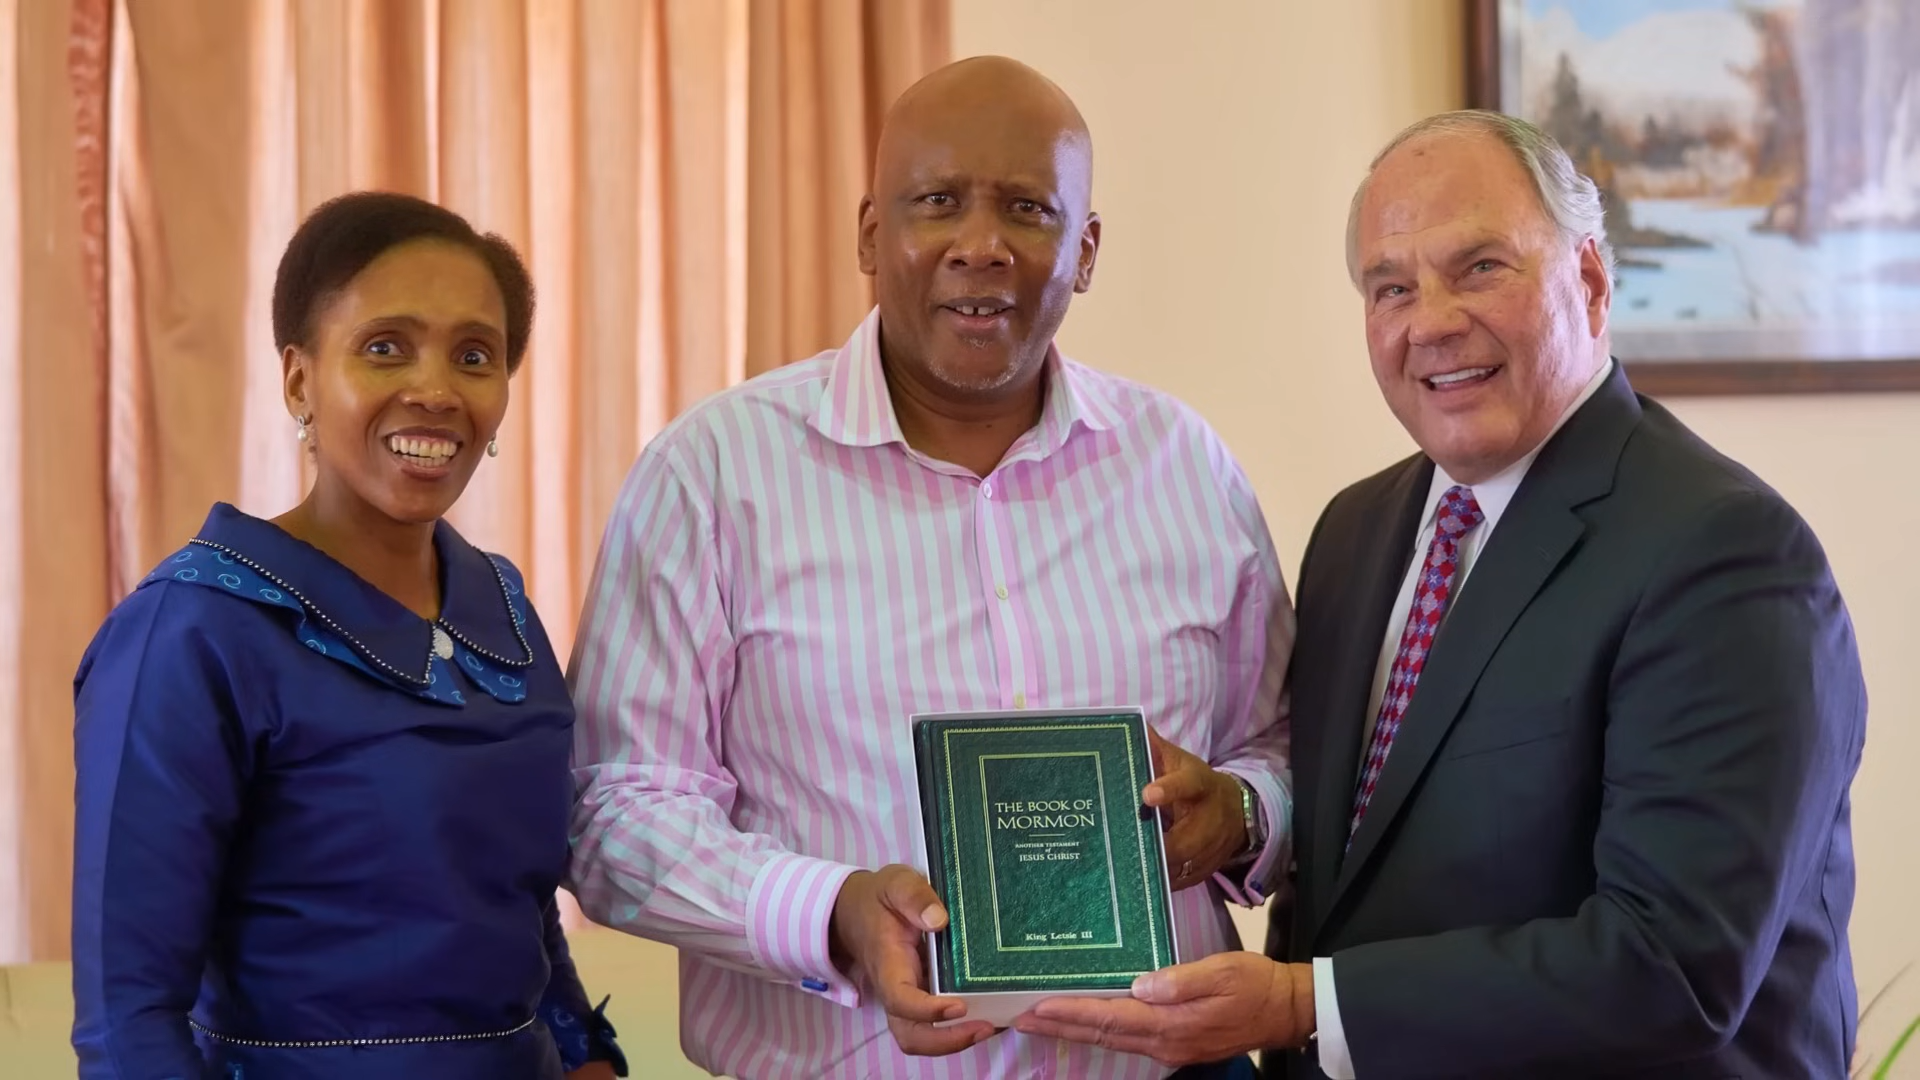 THE BOOK OF
MORMON
ANOTHER TESTAMENT
of
JESUS CHRIST
King Letsie III